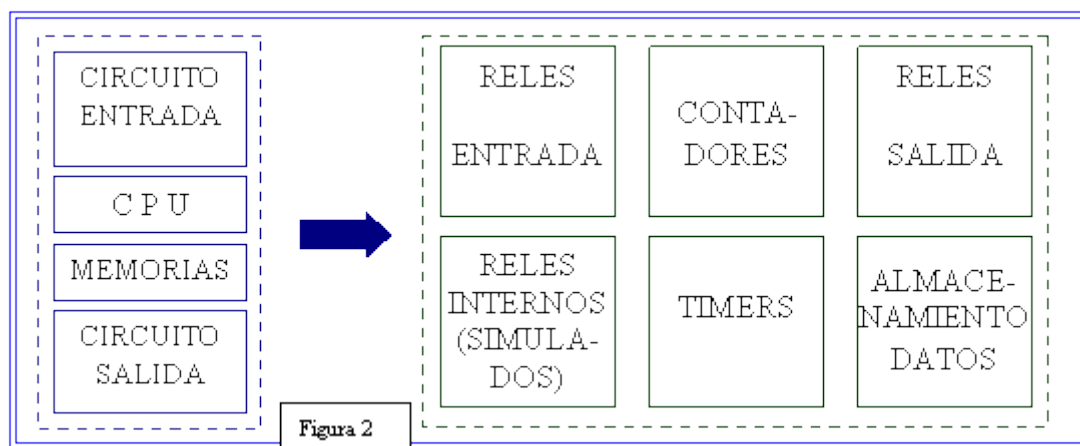 CIRCUITO
ENTRADA
C P U
MEMORIAS
CIRCUITO
SALIDA
RELES
ENTRADA
CONTA-
DORES
RELES
SALIDA
RELES
INTERNOS
(SIMULA-
DOS)
TIMERS
ALMACE-
NAMIENTO
DATOS
Figura 2